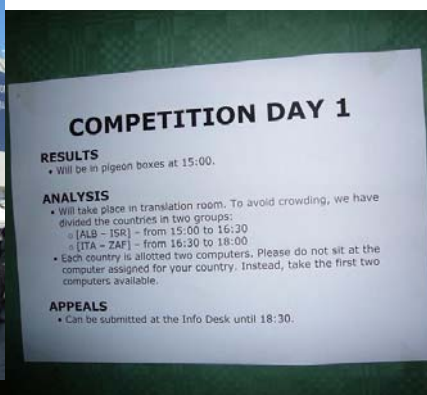 COMPETITION DAY 1
RESULTS
• Will be in pigeon boxes at 15:00.
ANALYSIS
• Will take place in translation room. To avoid crowding, we have
divided the countries in two groups:
o [ALB – ISR] – from 15:00 to 16:30
o [ITA – ZAF] – from 16:30 to 18:00
• Each country is allotted two computers. Please do not sit at the
computer assigned for your country. Instead, take the first two
computers available.
APPEALS
• Can be submitted at the Info Desk until 18:30.